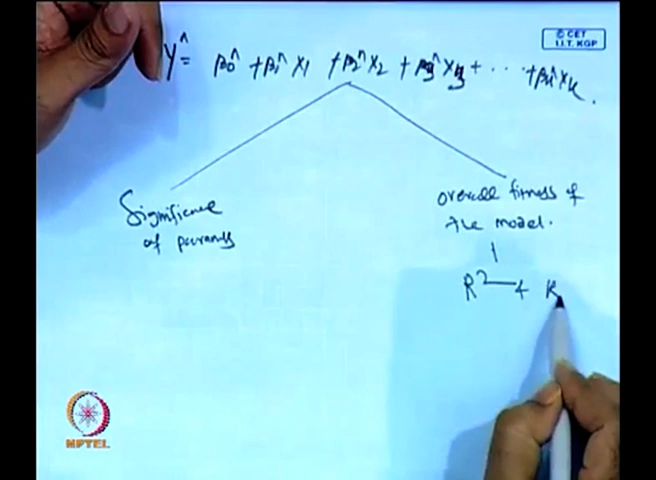 © CET
I.I.T. KGP
Y^ = β0^ + β1^ X1 + β2^ X2 + β3^ X3 + ... + βk^ Xk.
Significance
of
overall fitness of
the model.
R² F
NPTEL